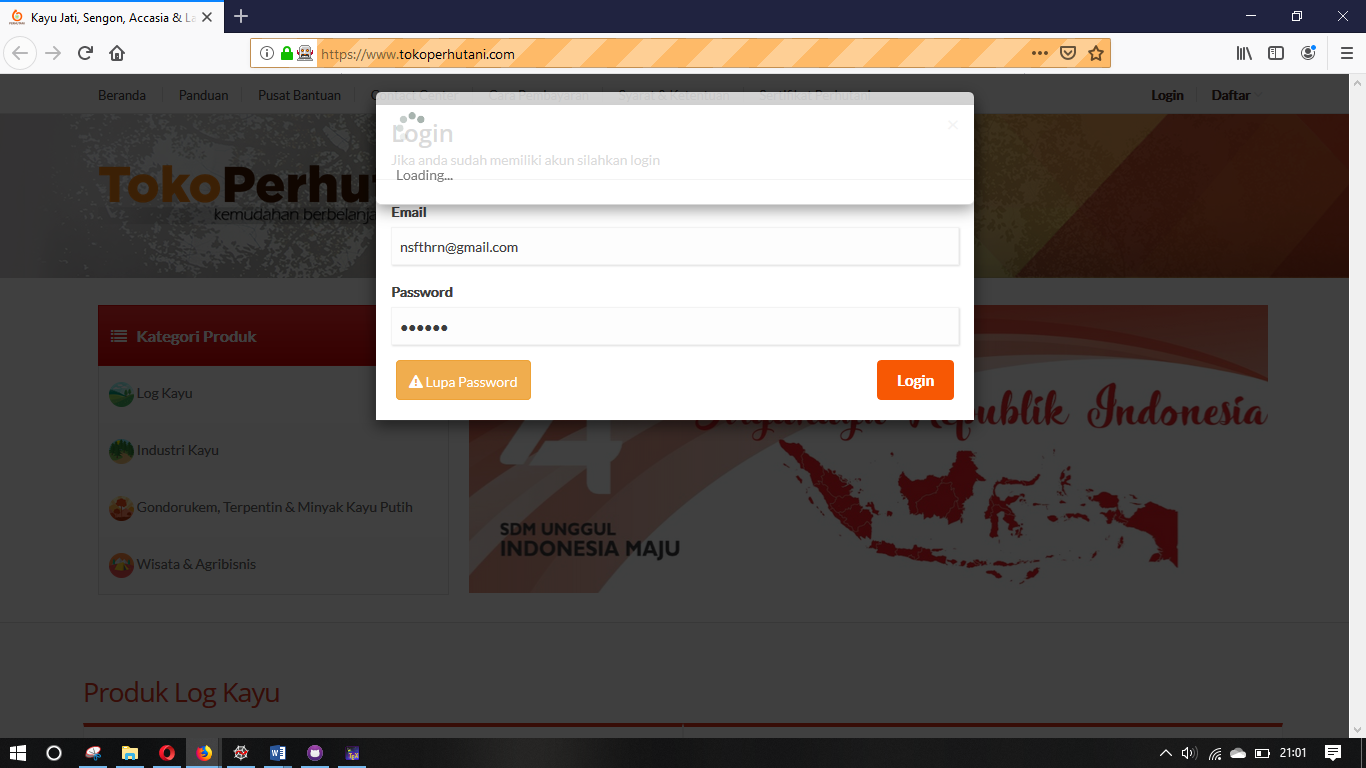 Kayu Jati, Sengon, Accasia & La
https://www.tokoperhutani.com
Beranda
Panduan
Pusat Bantuan
Contact Center
Cara Pembayaran
Syarat & Ketentuan
Sertifikat Perhutani
Login
Daftar
TokoPerhut
kemudahan berbelanja
Login
×
Jika anda sudah memiliki akun silahkan login
Loading...
Email
nsfthrn@gmail.com
Password
Lupa Password
Login
Kategori Produk
Log Kayu
Industri Kayu
Gondorukem, Terpentin & Minyak Kayu Putih
Wisata & Agribisnis
Republik Indonesia
SDM UNGGUL
INDONESIA MAJU
Produk Log Kayu
21:01